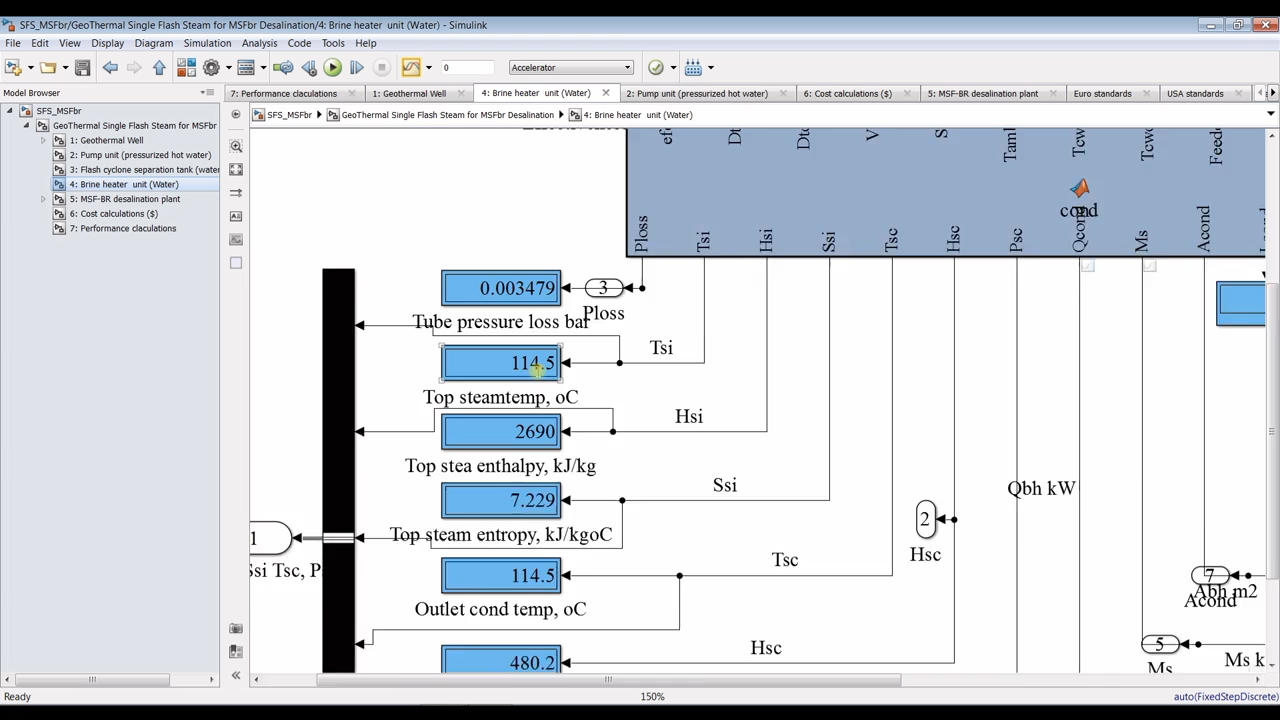 SFS_MSFbr/GeoThermal Single Flash Steam for MSFbr Desalination/4: Brine heater unit (Water) - Simulink
File Edit View Display Diagram Simulation Analysis Code Tools Help
0 Accelerator
Model Browser
7: Performance claculations 1: Geothermal Well 4: Brine heater unit (Water) 2: Pump unit (pressurized hot water) 6: Cost calculations ($) 5: MSF-BR desalination plant Euro standards USA standards
SFS_MSFbr GeoThermal Single Flash Steam for MSFbr Desalination 4: Brine heater unit (Water)
SFS_MSFbr
GeoThermal Single Flash Steam for MSFbr
1: Geothermal Well
2: Pump unit (pressurized hot water)
3: Flash cyclone separation tank (water
4: Brine heater unit (Water)
5: MSF-BR desalination plant
6: Cost calculations ($)
7: Performance claculations
Tamb
Tcwo
Feed
cond
Ploss
Tsi
Hsi
Ssi
Tsc
Hsc
Psc
Qcond
Ms
Acond
0.003479
3
Ploss
Tube pressure loss bar
114.5
Tsi
Top steamtemp, oC
2690
Hsi
Top stea enthalpy, kJ/kg
7.229
Ssi
Top steam entropy, kJ/kgoC
Qbh kW
2
Hsc
1
Ssi Tsc, P
114.5
Tsc
Outlet cond temp, oC
7
Abh m2
Acond
480.2
Hsc
5
Ms
Ms k
Ready
150%
auto(FixedStepDiscrete)